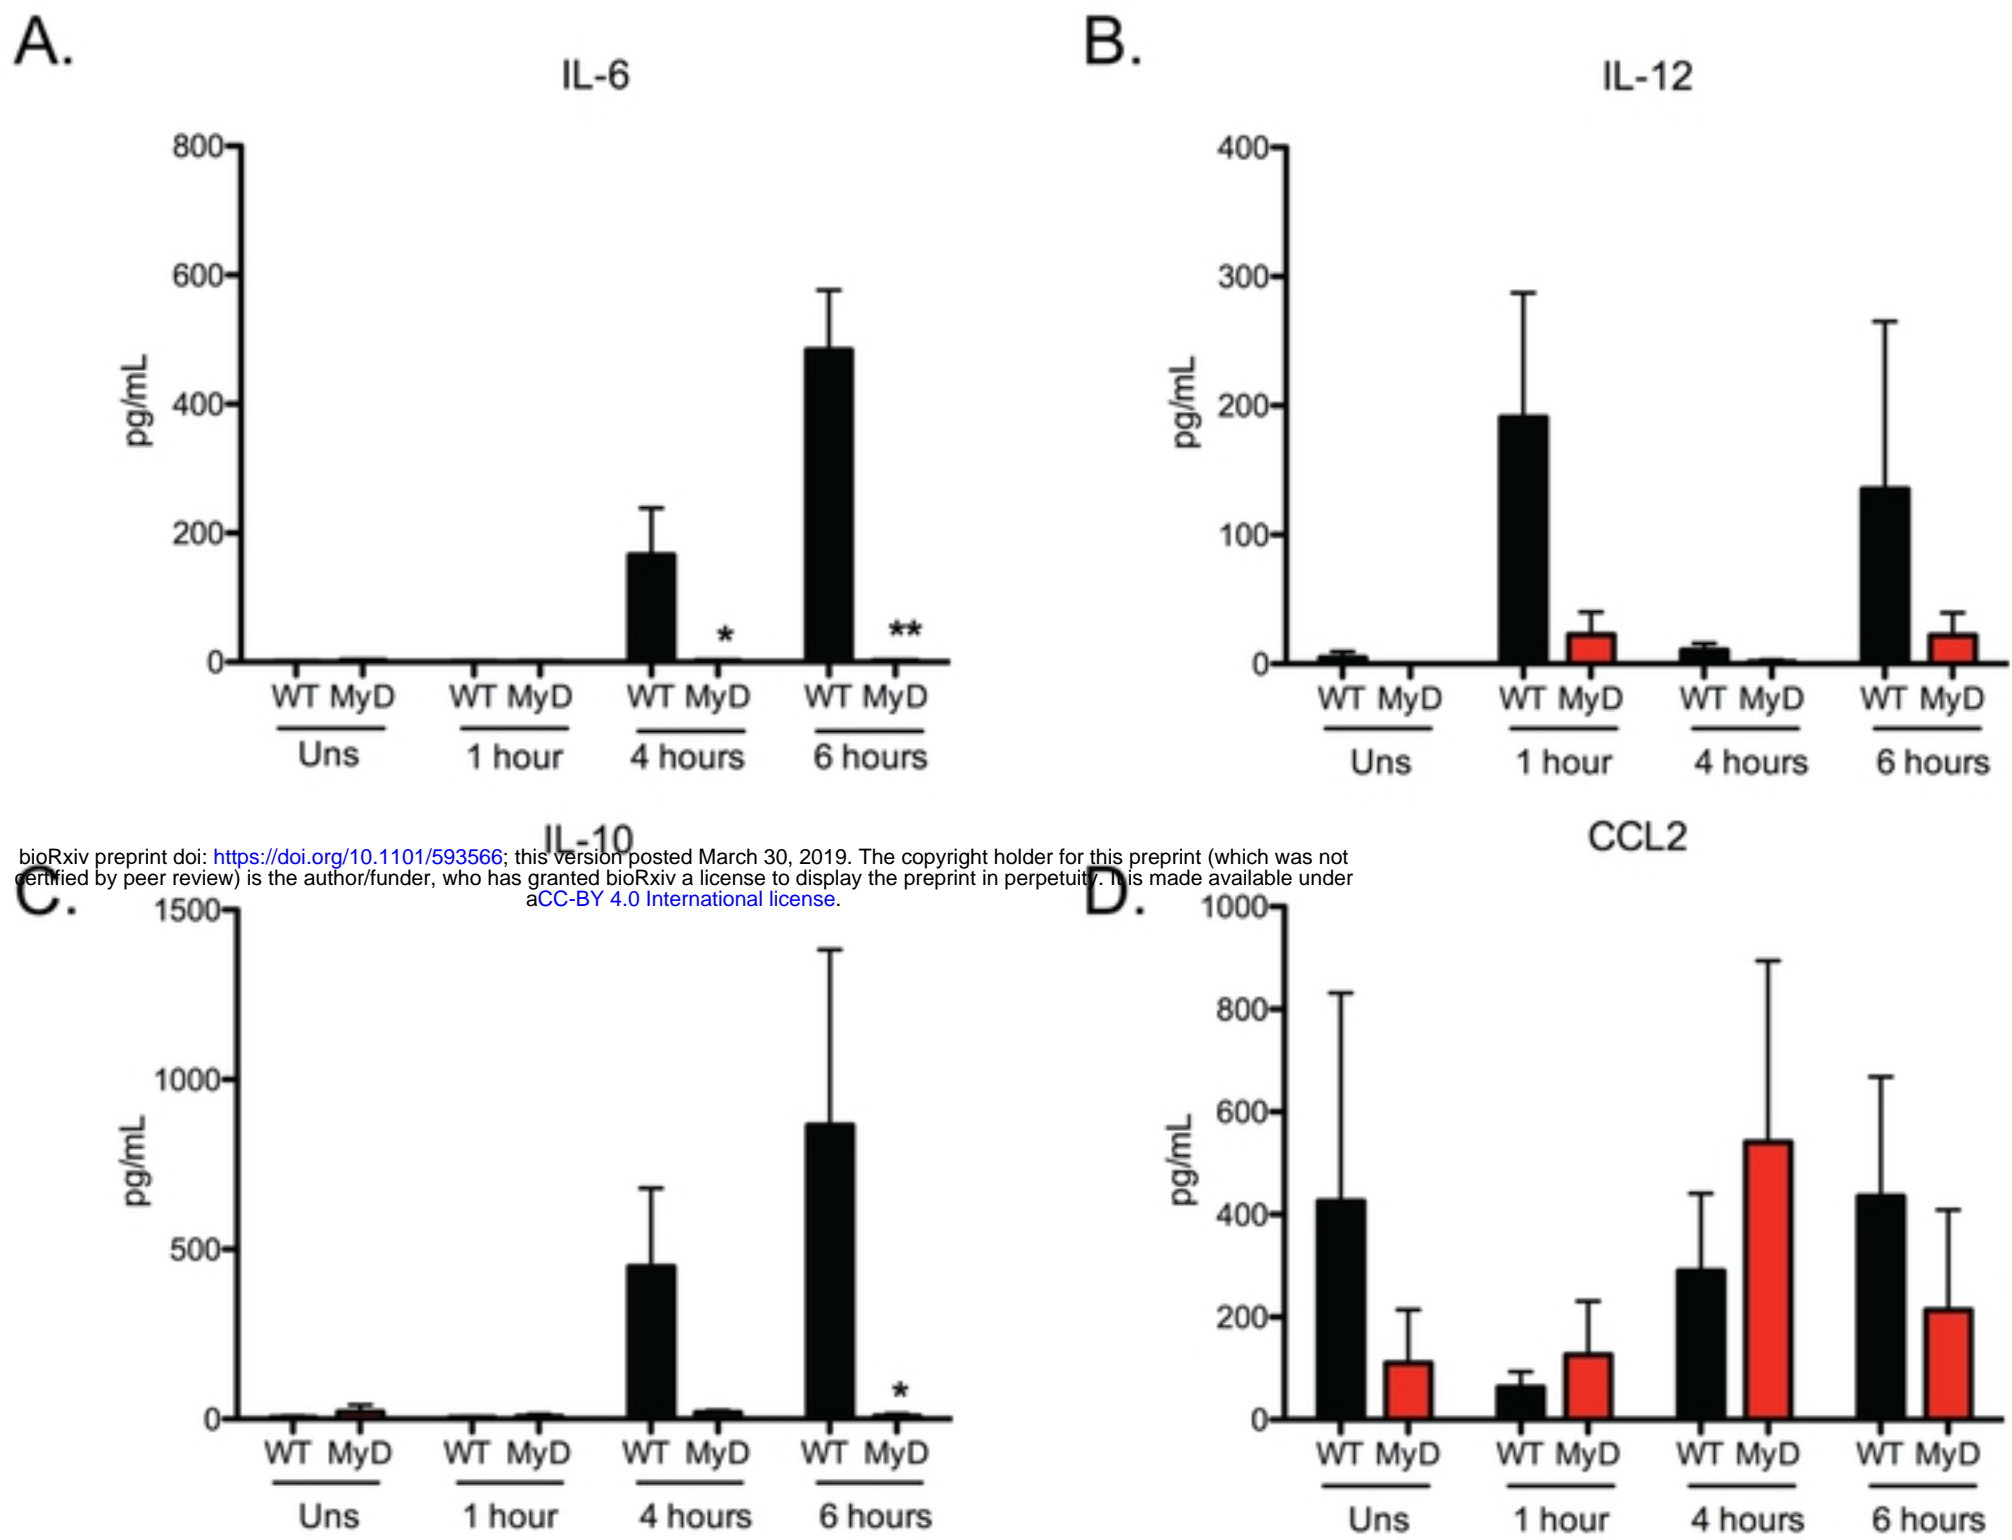 A.
IL-6
800
600
400
200
0
pg/mL
*
**
WT MyD WT MyD WT MyD WT MyD
Uns 1 hour 4 hours 6 hours
B.
IL-12
400
300
200
100
0
pg/mL
WT MyD WT MyD WT MyD WT MyD
Uns 1 hour 4 hours 6 hours
bioRxiv preprint doi: https://doi.org/10.1101/593566; this version posted March 30, 2019. The copyright holder for this preprint (which was not
certified by peer review) is the author/funder, who has granted bioRxiv a license to display the preprint in perpetuity. It is made available under
aCC-BY 4.0 International license.
C.
IL-10
1500
1000
500
0
pg/mL
*
WT MyD WT MyD WT MyD WT MyD
Uns 1 hour 4 hours 6 hours
D.
CCL2
1000
800
600
400
200
0
pg/mL
WT MyD WT MyD WT MyD WT MyD
Uns 1 hour 4 hours 6 hours